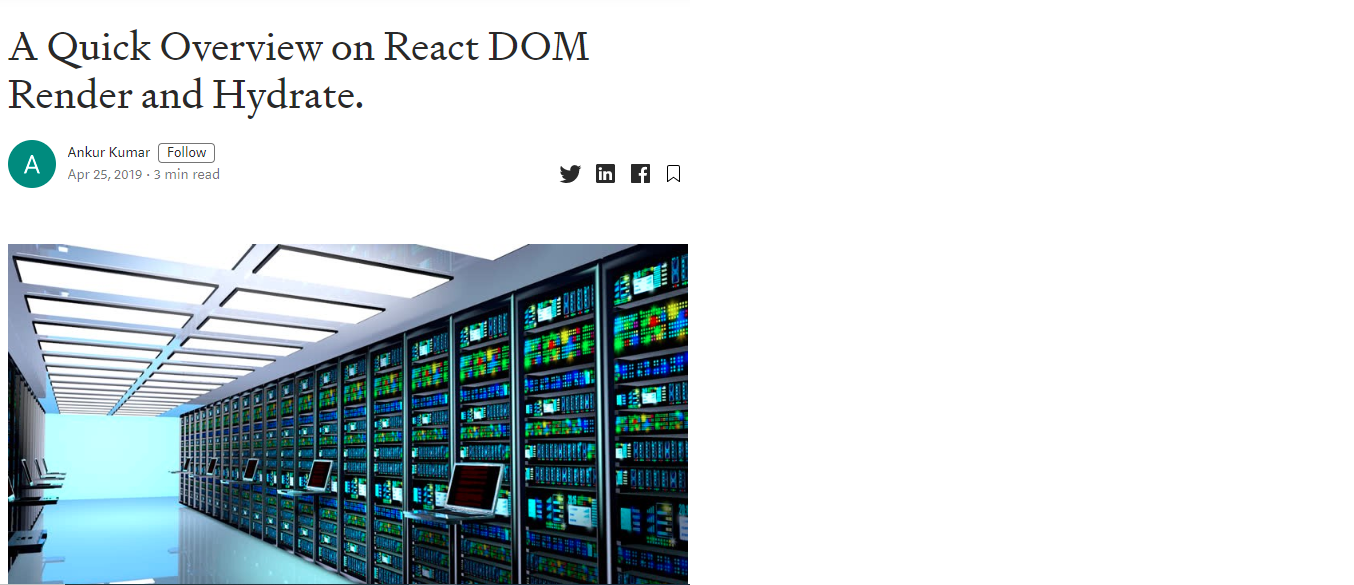 A Quick Overview on React DOM
Render and Hydrate.
A
Ankur Kumar Follow
Apr 25, 2019 · 3 min read